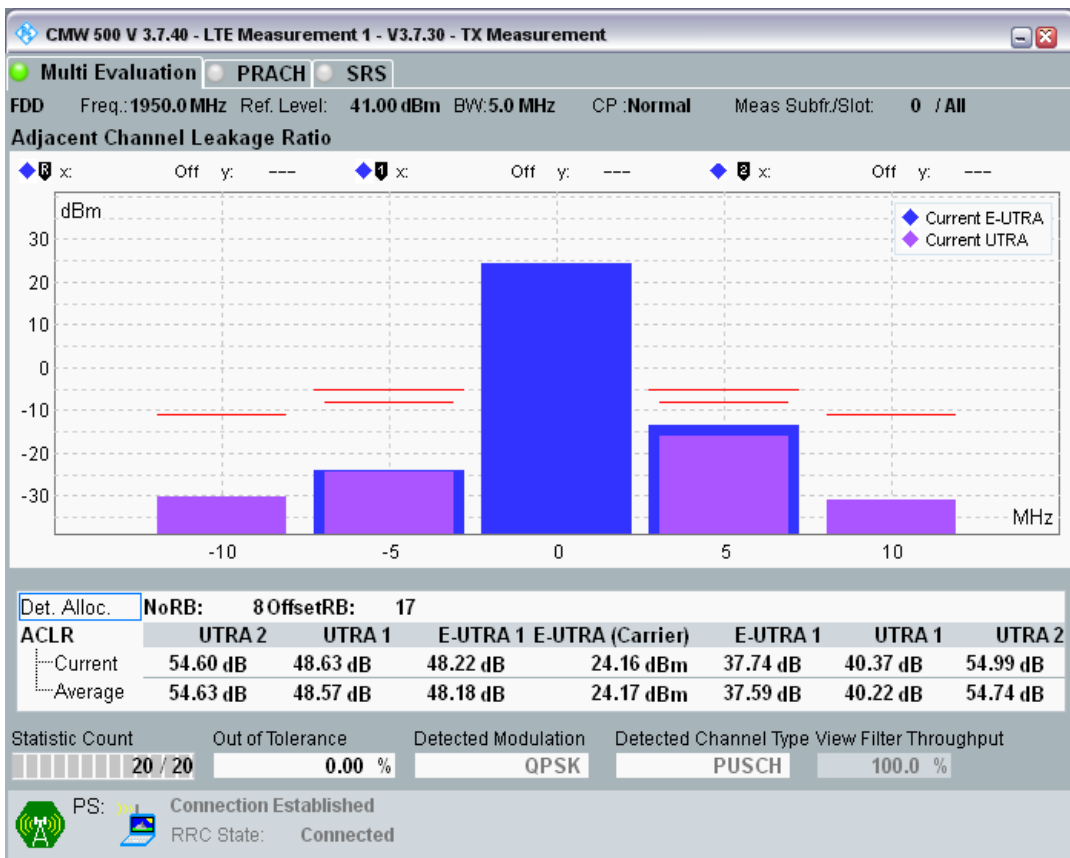 CMW 500 V 3.7.40 - LTE Measurement 1 - V3.7.30 - TX Measurement
Multi Evaluation PRACH SRS
FDD Freq.:1950.0 MHz Ref. Level: 41.00 dBm BW:5.0 MHz CP :Normal Meas Subfr./Slot: 0 / All
Adjacent Channel Leakage Ratio
R x: Off y: --- 1 x: Off y: --- 2 x: Off y: ---
dBm
Current E-UTRA
Current UTRA
30
20
10
0
-10
-20
-30
MHz
-10 -5 0 5 10
Det. Alloc. NoRB: 8 OffsetRB: 17
ACLR UTRA 2 UTRA 1 E-UTRA 1 E-UTRA (Carrier) E-UTRA 1 UTRA 1 UTRA 2
Current 54.60 dB 48.63 dB 48.22 dB 24.16 dBm 37.74 dB 40.37 dB 54.99 dB
Average 54.63 dB 48.57 dB 48.18 dB 24.17 dBm 37.59 dB 40.22 dB 54.74 dB
Statistic Count Out of Tolerance Detected Modulation Detected Channel Type View Filter Throughput
20 / 20 0.00 % QPSK PUSCH 100.0 %
PS: Connection Established
RRC State: Connected